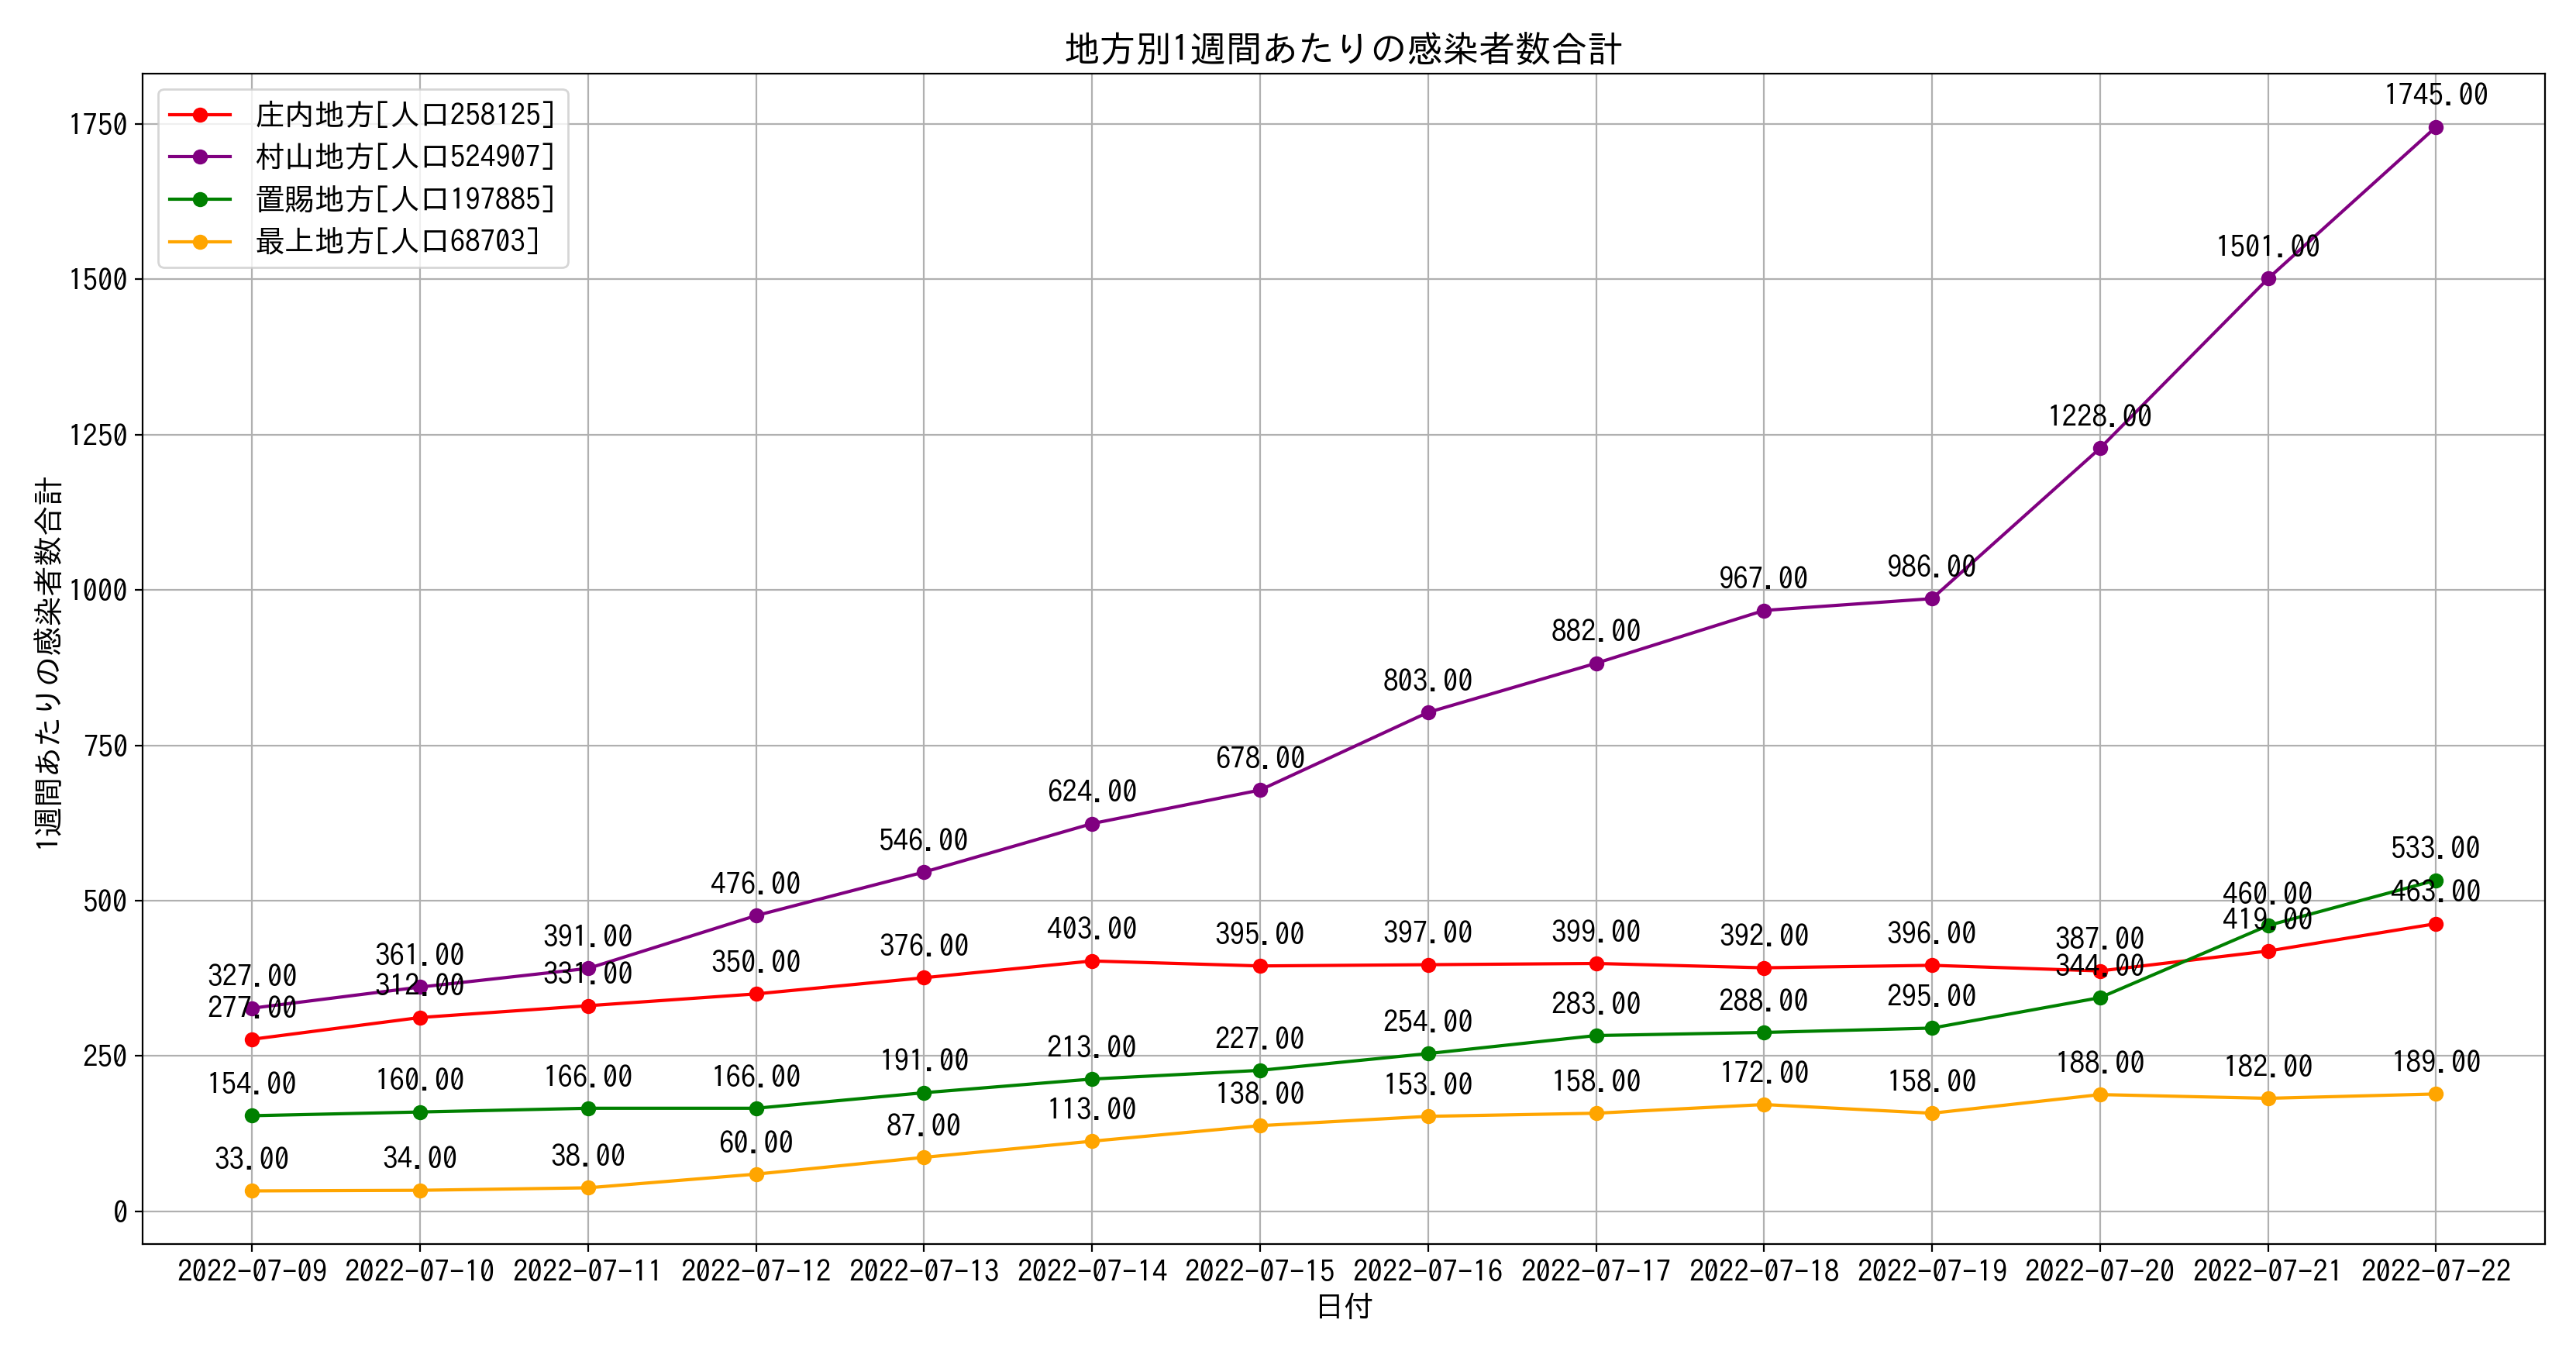 地方別1週間あたりの感染者数合計
庄内地方[人口258125]
村山地方[人口524907]
置賜地方[人口197885]
最上地方[人口68703]
1週間あたりの感染者数合計
1750
1500
1250
1000
750
500
250
0
327.00 361.00 391.00 476.00 546.00 624.00 678.00 803.00 882.00 967.00 986.00 1228.00 1501.00 1745.00
277.00 312.00 331.00 350.00 376.00 403.00 395.00 397.00 399.00 392.00 396.00 387.00 419.00 463.00
154.00 160.00 166.00 166.00 191.00 213.00 227.00 254.00 283.00 288.00 295.00 344.00 460.00 533.00
33.00 34.00 38.00 60.00 87.00 113.00 138.00 153.00 158.00 172.00 158.00 188.00 182.00 189.00
2022-07-09 2022-07-10 2022-07-11 2022-07-12 2022-07-13 2022-07-14 2022-07-15 2022-07-16 2022-07-17 2022-07-18 2022-07-19 2022-07-20 2022-07-21 2022-07-22
日付